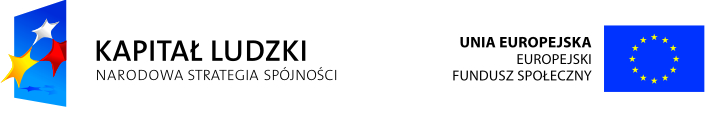 KAPITAŁ LUDZKI
NARODOWA STRATEGIA SPÓJNOŚCI
UNIA EUROPEJSKA
EUROPEJSKI
FUNDUSZ SPOŁECZNY